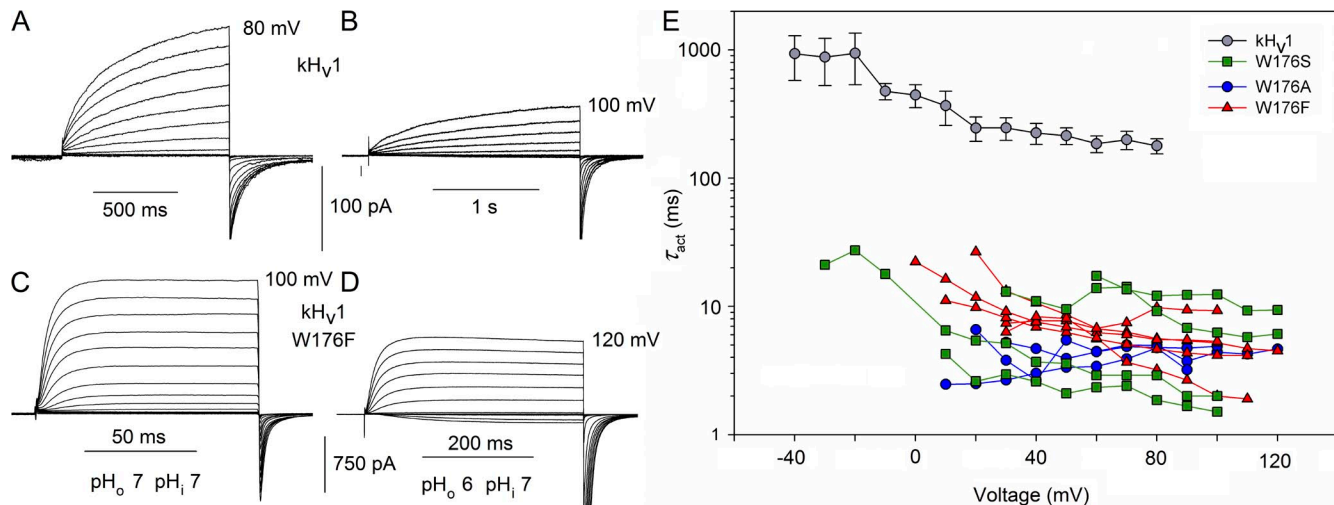 A
80 mV
kHV1
500 ms
B
100 mV
1 s
100 pA
C
100 mV
kHV1
W176F
50 ms
pHo 7 pHi 7
D
120 mV
200 ms
750 pA
pHo 6 pHi 7
E
kHV1
W176S
W176A
W176F
τact (ms)
1000
100
10
1
-40
0
40
80
120
Voltage (mV)